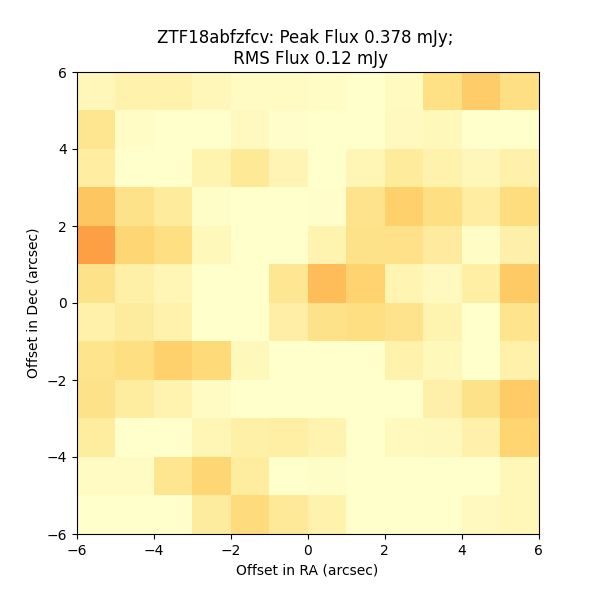 ZTF18abfzfcv: Peak Flux 0.378 mJy;
RMS Flux 0.12 mJy
6
4
2
0
−2
−4
−6
Offset in Dec (arcsec)
−6 −4 −2 0 2 4 6
Offset in RA (arcsec)